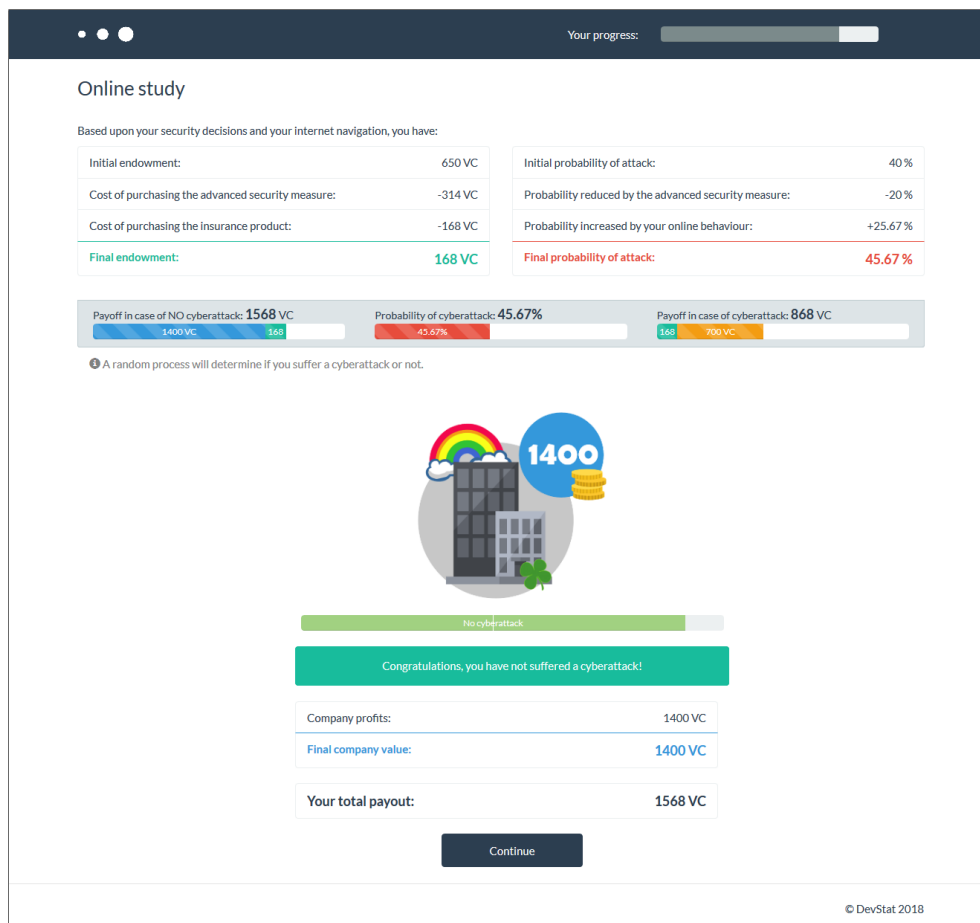 Your progress:
Online study
Based upon your security decisions and your internet navigation, you have:
Initial endowment: 650 VC
Cost of purchasing the advanced security measure: -314 VC
Cost of purchasing the insurance product: -168 VC
Final endowment: 168 VC
Initial probability of attack: 40 %
Probability reduced by the advanced security measure: -20 %
Probability increased by your online behaviour: +25.67 %
Final probability of attack: 45.67 %
Payoff in case of NO cyberattack: 1568 VC
1400 VC 168
Probability of cyberattack: 45.67%
45.67%
Payoff in case of cyberattack: 868 VC
168 700 VC
A random process will determine if you suffer a cyberattack or not.
1400
No cyberattack
Congratulations, you have not suffered a cyberattack!
Company profits: 1400 VC
Final company value: 1400 VC
Your total payout: 1568 VC
Continue
© DevStat 2018